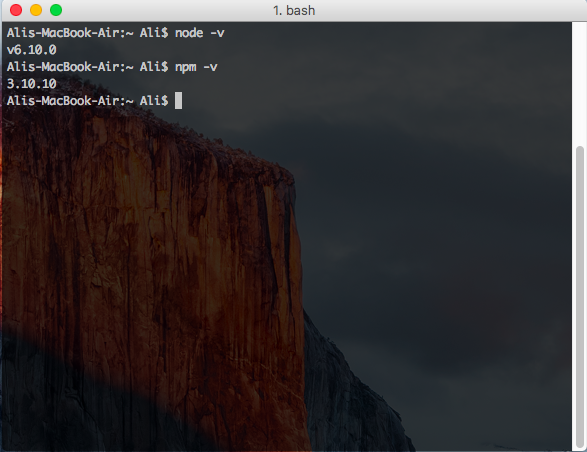 1. bash
Alis-MacBook-Air:~ Ali$ node -v
v6.10.0
Alis-MacBook-Air:~ Ali$ npm -v
3.10.10
Alis-MacBook-Air:~ Ali$